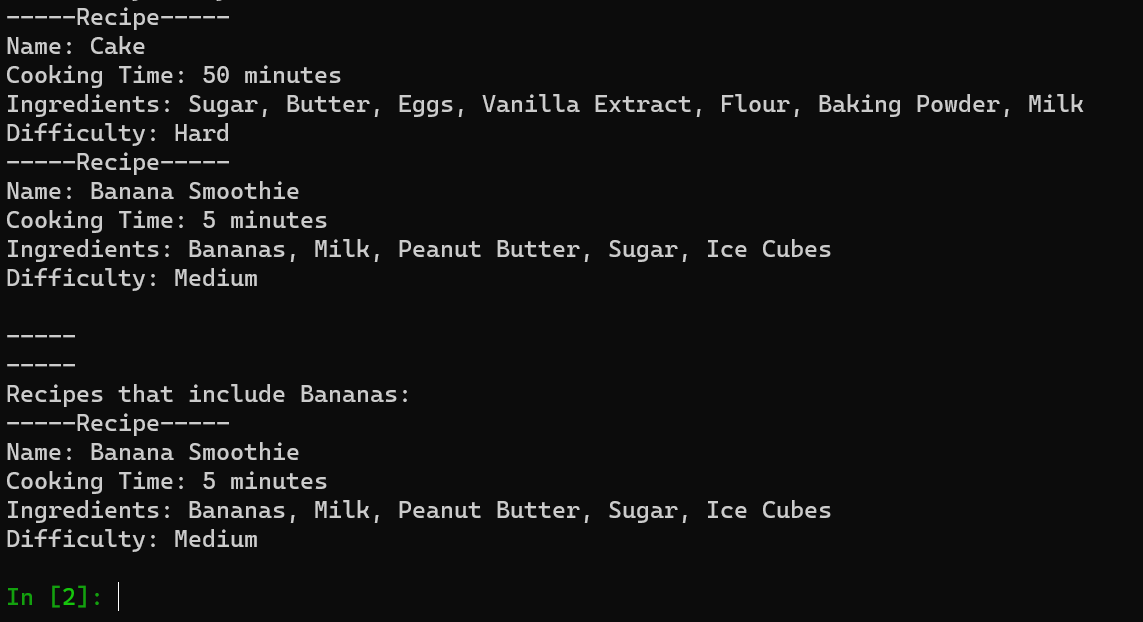 -----Recipe-----
Name: Cake
Cooking Time: 50 minutes
Ingredients: Sugar, Butter, Eggs, Vanilla Extract, Flour, Baking Powder, Milk
Difficulty: Hard
-----Recipe-----
Name: Banana Smoothie
Cooking Time: 5 minutes
Ingredients: Bananas, Milk, Peanut Butter, Sugar, Ice Cubes
Difficulty: Medium

-----
-----
Recipes that include Bananas:
-----Recipe-----
Name: Banana Smoothie
Cooking Time: 5 minutes
Ingredients: Bananas, Milk, Peanut Butter, Sugar, Ice Cubes
Difficulty: Medium

In [2]: